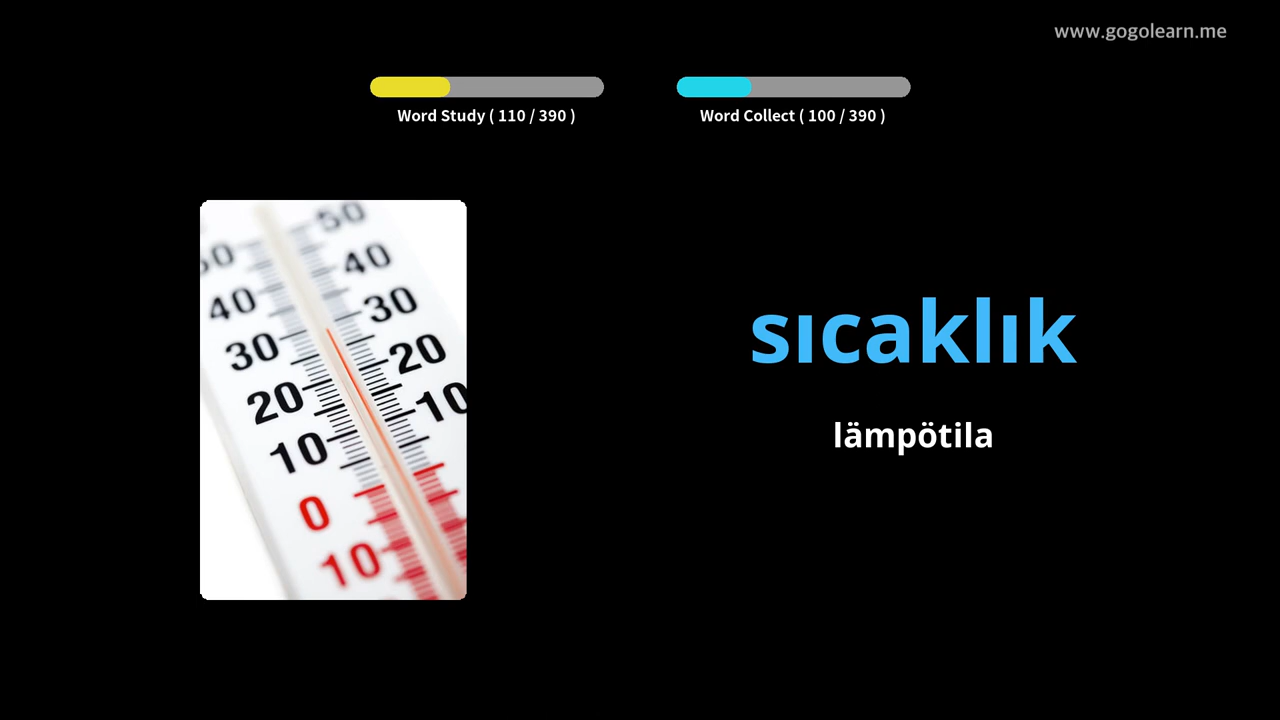 www.gogolearn.me
Word Study ( 110 / 390 )
Word Collect ( 100 / 390 )
50
40
40
30
30
20
20
10
10
0
10
sıcaklık
lämpötila